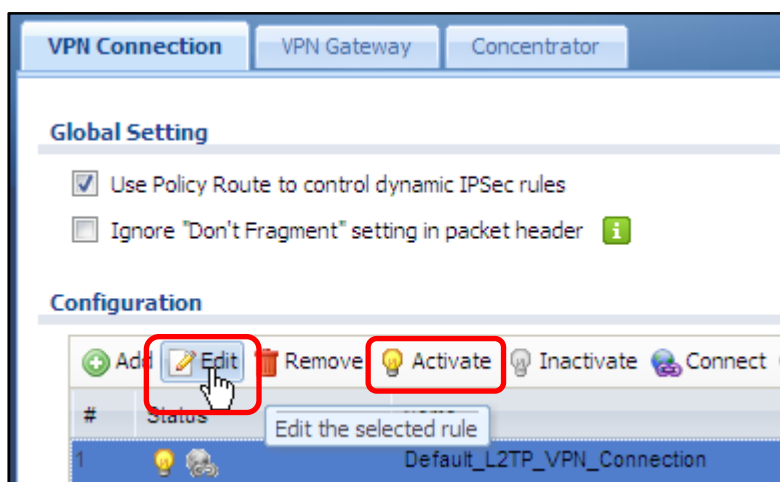 VPN Connection VPN Gateway Concentrator
Global Setting
Use Policy Route to control dynamic IPSec rules
Ignore "Don't Fragment" setting in packet header i
Configuration
Add Edit Remove Activate Inactivate Connect
# Status
Edit the selected rule
1 Default_L2TP_VPN_Connection